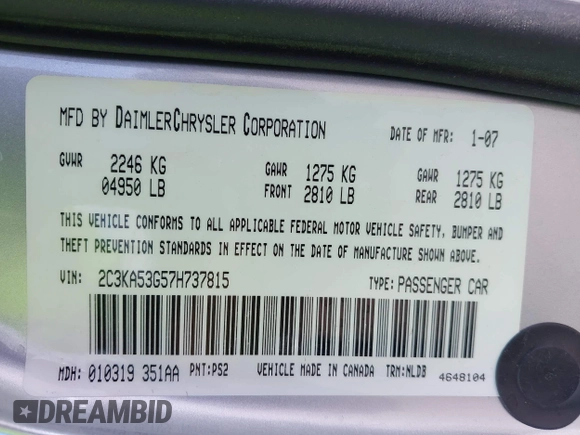 MFD BY DAIMLERCHRYSLER CORPORATION DATE OF MFR: 1-07
GVWR 2246 KG GAWR 1275 KG GAWR 1275 KG
04950 LB FRONT 2810 LB REAR 2810 LB
THIS VEHICLE CONFORMS TO ALL APPLICABLE FEDERAL MOTOR VEHICLE SAFETY, BUMPER AND
THEFT PREVENTION STANDARDS IN EFFECT ON THE DATE OF MANUFACTURE SHOWN ABOVE.
VIN: 2C3KA53G57H737815 TYPE: PASSENGER CAR
MDH: 010319 351AA PNT: PS2 VEHICLE MADE IN CANADA TRN: NLDB 4648104
DREAMBID